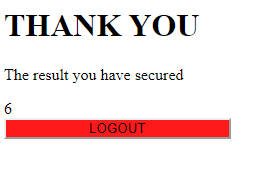 THANK YOU
The result you have secured
6
LOGOUT